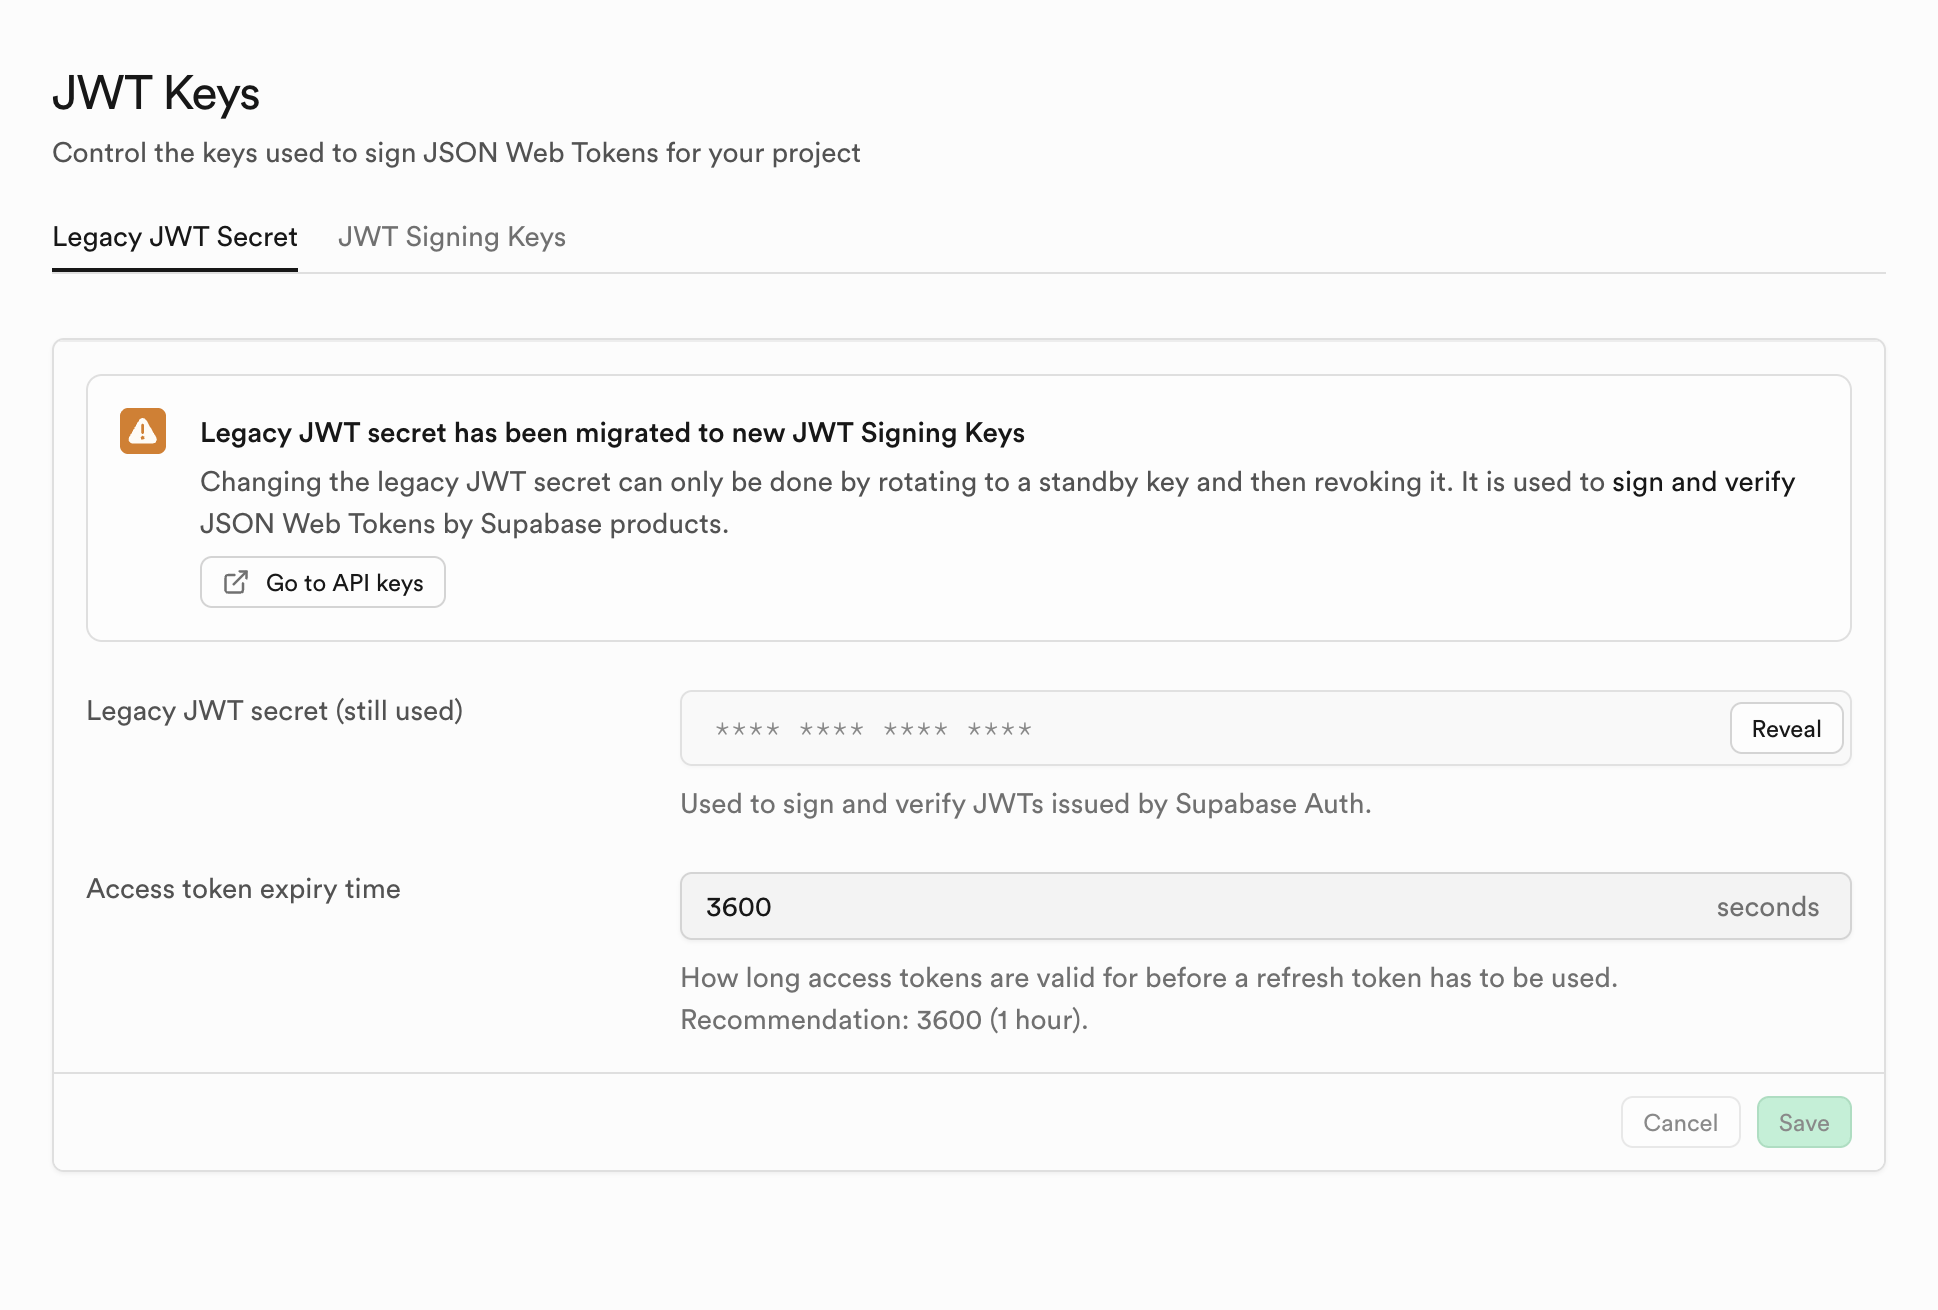 JWT Keys
Control the keys used to sign JSON Web Tokens for your project
Legacy JWT Secret
JWT Signing Keys
Legacy JWT secret has been migrated to new JWT Signing Keys
Changing the legacy JWT secret can only be done by rotating to a standby key and then revoking it. It is used to sign and verify
JSON Web Tokens by Supabase products.
Go to API keys
Legacy JWT secret (still used)
**** **** **** ****
Reveal
Used to sign and verify JWTs issued by Supabase Auth.
Access token expiry time
3600
seconds
How long access tokens are valid for before a refresh token has to be used.
Recommendation: 3600 (1 hour).
Cancel
Save